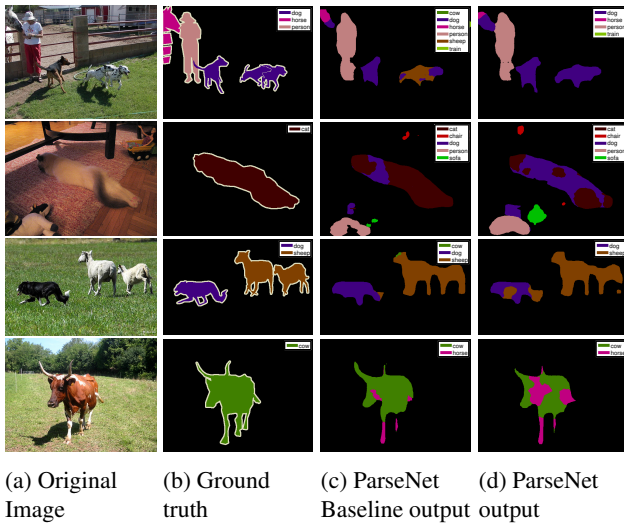 dog
horse
person
cow
dog
horse
person
sheep
train
dog
horse
person
train
cat
cat
chair
dog
person
sofa
cat
chair
dog
person
sofa
dog
sheep
cow
dog
sheep
dog
sheep
cow
cow
horse
cow
horse
(a) Original
Image
(b) Ground
truth
(c) ParseNet
Baseline output
(d) ParseNet
output